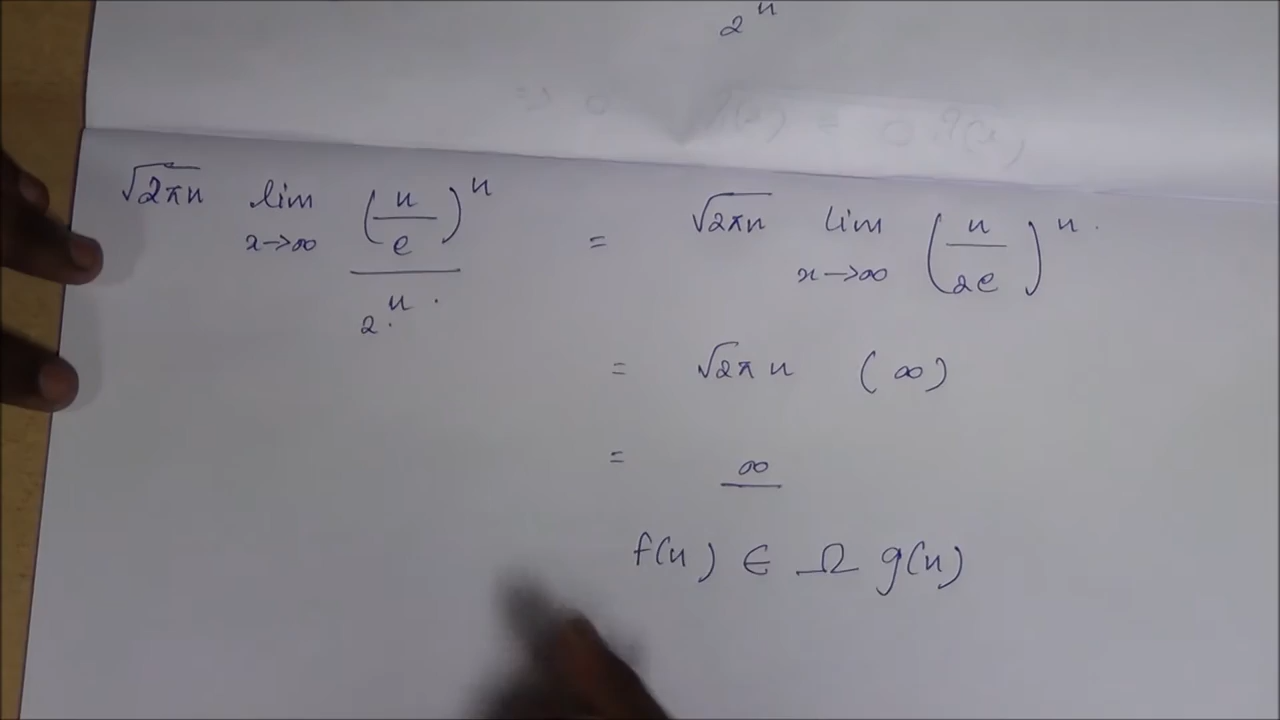 2^n
√2πn lim x→∞ (n/e)^n / 2^n = √2πn lim x→∞ (n/2e)^n
= √2πn (∞)
= ∞
f(n) ∈ Ω g(n)